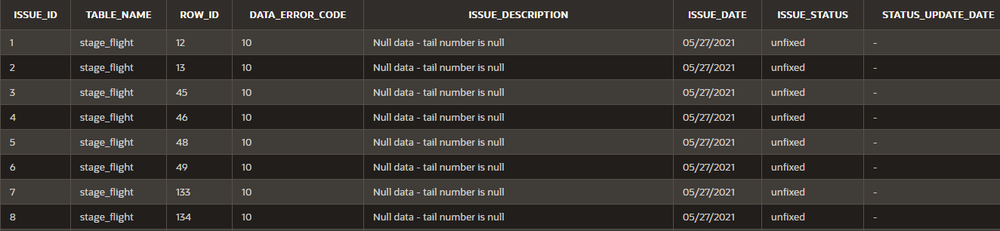 ISSUE_ID TABLE_NAME ROW_ID DATA_ERROR_CODE ISSUE_DESCRIPTION ISSUE_DATE ISSUE_STATUS STATUS_UPDATE_DATE
1 stage_flight 12 10 Null data - tail number is null 05/27/2021 unfixed -
2 stage_flight 13 10 Null data - tail number is null 05/27/2021 unfixed -
3 stage_flight 45 10 Null data - tail number is null 05/27/2021 unfixed -
4 stage_flight 46 10 Null data - tail number is null 05/27/2021 unfixed -
5 stage_flight 48 10 Null data - tail number is null 05/27/2021 unfixed -
6 stage_flight 49 10 Null data - tail number is null 05/27/2021 unfixed -
7 stage_flight 133 10 Null data - tail number is null 05/27/2021 unfixed -
8 stage_flight 134 10 Null data - tail number is null 05/27/2021 unfixed -